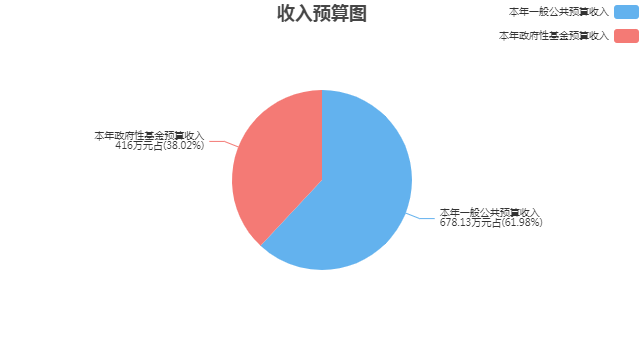 收入预算图
本年一般公共预算收入
本年政府性基金预算收入
本年政府性基金预算收入
416万元占(38.02%)
本年一般公共预算收入
678.13万元占(61.98%)